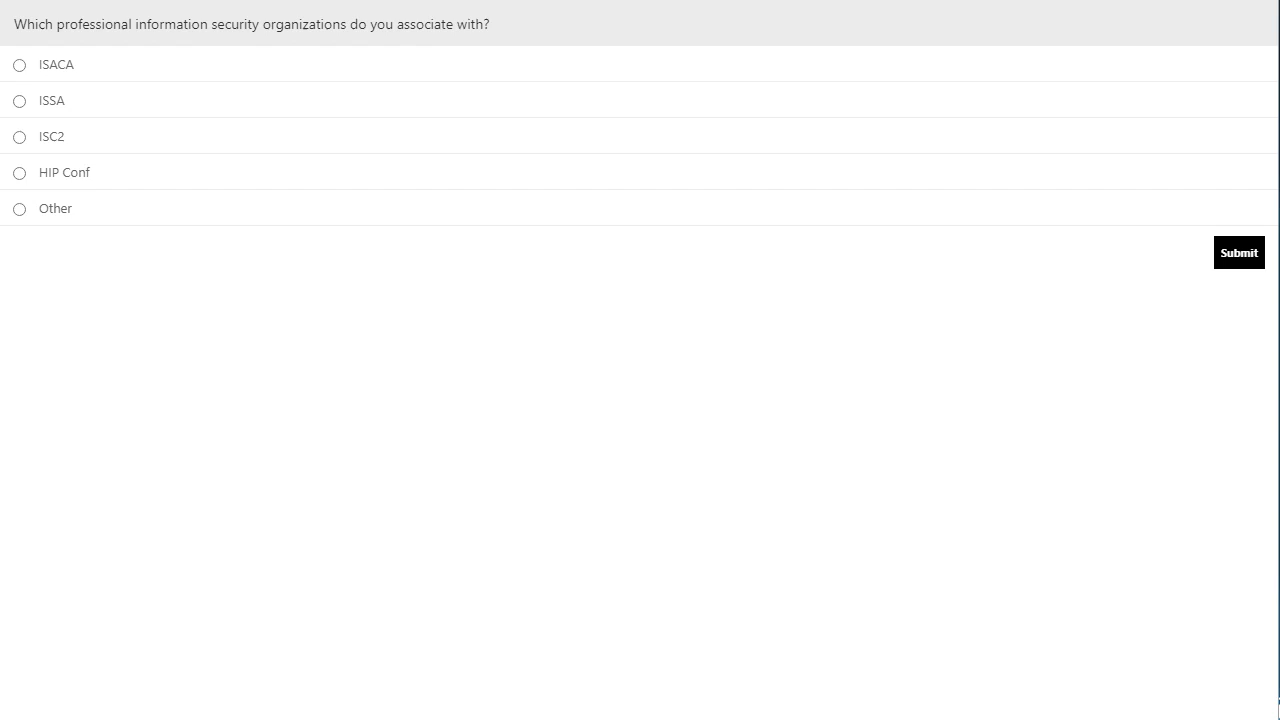 Which professional information security organizations do you associate with?
ISACA
ISSA
ISC2
HIP Conf
Other
Submit